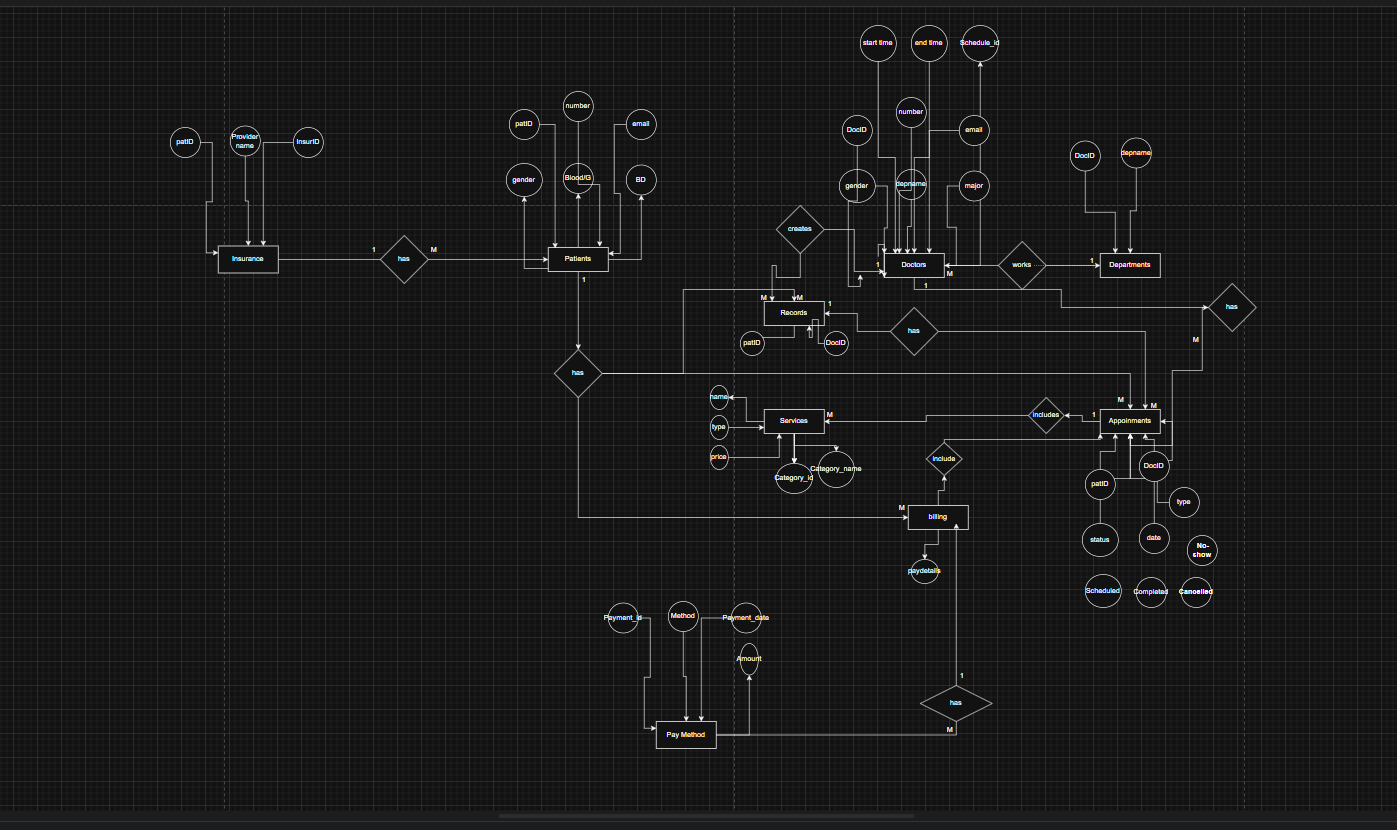 start time
end time
Schedule_id
number
number
patID
email
DocID
email
patID
Provider
name
InsurID
DocID
depname
gender
Blood/G
BD
gender
depname
major
creates
1
M
Insurance
has
Patients
1
Doctors
M
works
1
Departments
1
1
M
M
1
Records
has
has
patID
DocID
M
has
M
M
name
Services
M
includes
1
Appoinments
type
price
Category_id
Category_name
include
DocID
patID
type
M
billing
status
date
No-
show
paydetails
Scheduled
Completed
Cancelled
Payment_id
Method
Payment_date
Amount
1
has
M
Pay Method